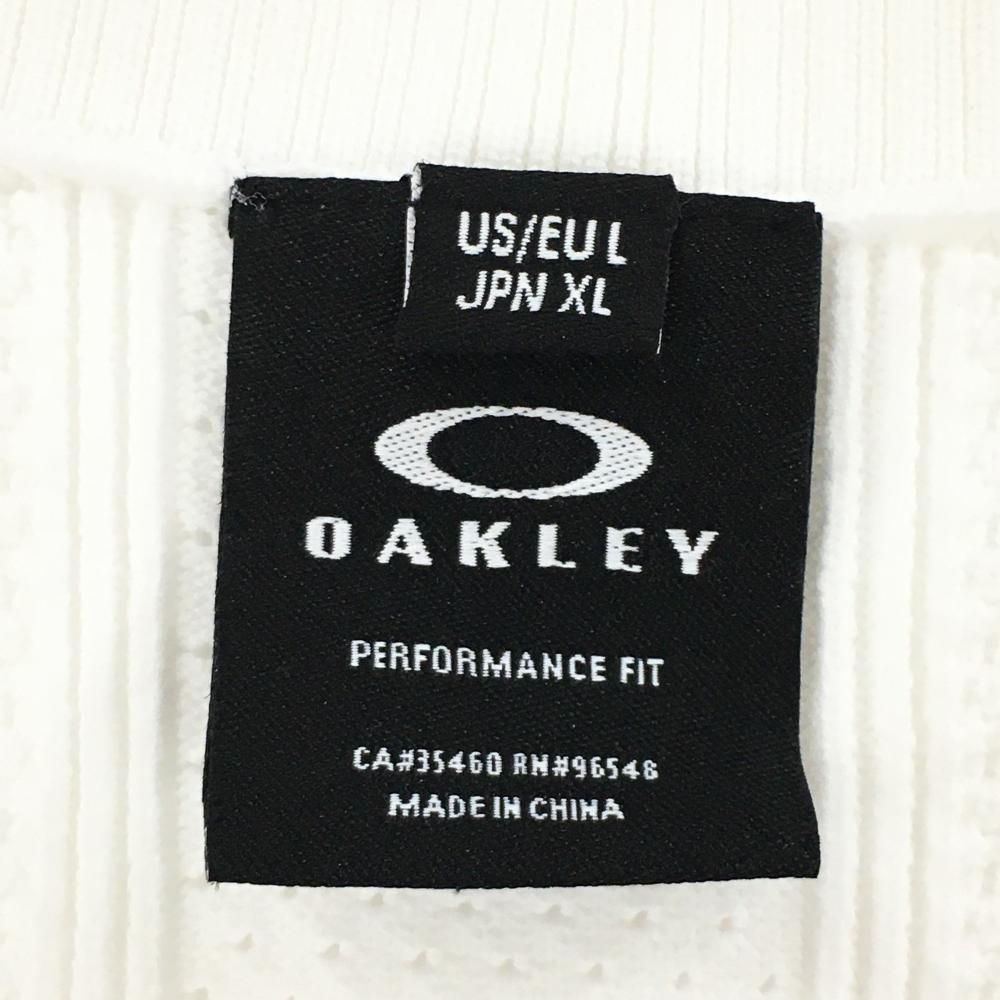 US/EU L
JPN XL
OAKLEY
PERFORMANCE FIT
CA#35460 RN#96548
MADE IN CHINA